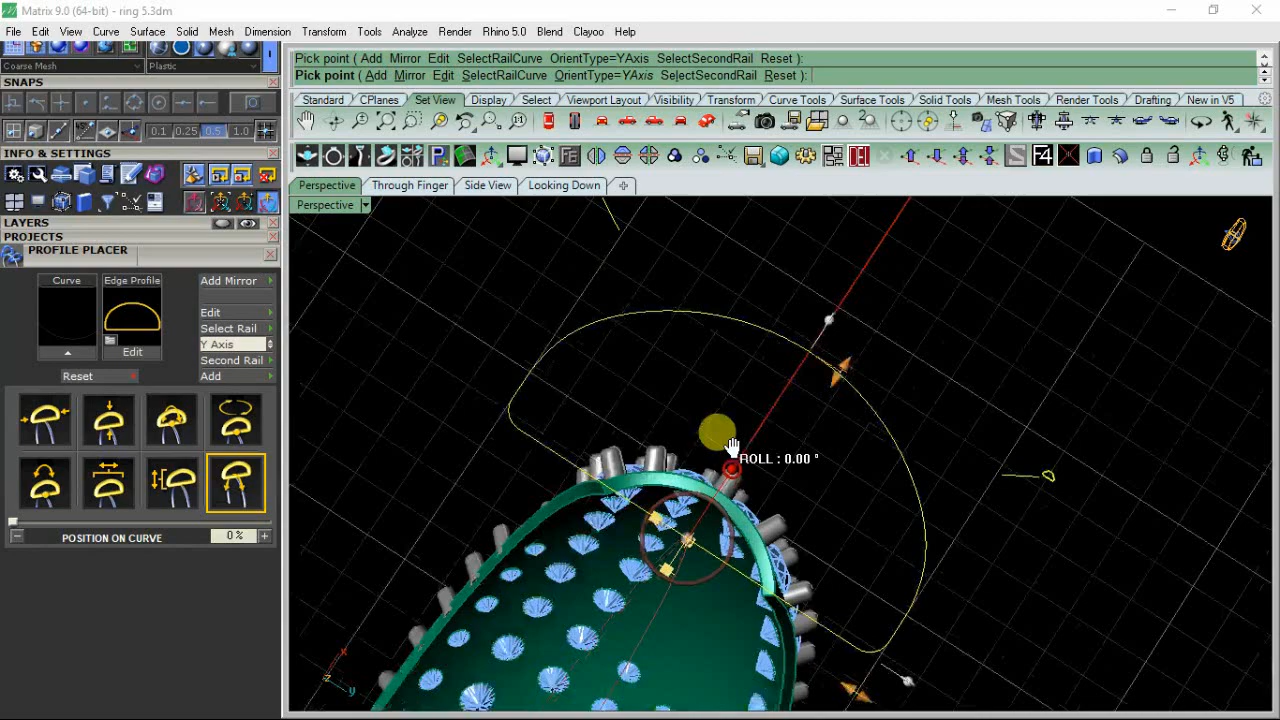 Matrix 9.0 (64-bit) - ring 5.3dm
File Edit View Curve Surface Solid Mesh Dimension Transform Tools Analyze Render Rhino 5.0 Blend Clayoo Help
Pick point ( Add Mirror Edit SelectRailCurve OrientType=YAxis SelectSecondRail Reset ):
Pick point ( Add Mirror Edit SelectRailCurve OrientType=YAxis SelectSecondRail Reset ):
Coarse Mesh Plastic
SNAPS
Standard CPlanes Set View Display Select Viewport Layout Visibility Transform Curve Tools Surface Tools Solid Tools Mesh Tools Render Tools Drafting New in V5
0.1 0.25 0.5 1.0
INFO & SETTINGS
Perspective Through Finger Side View Looking Down
Perspective
LAYERS
PROJECTS
PROFILE PLACER
Curve Edge Profile Add Mirror
Edit
Select Rail
Y Axis
Edit Second Rail
Reset Add
ROLL : 0.00 °
POSITION ON CURVE 0 %
F4
x
z
y